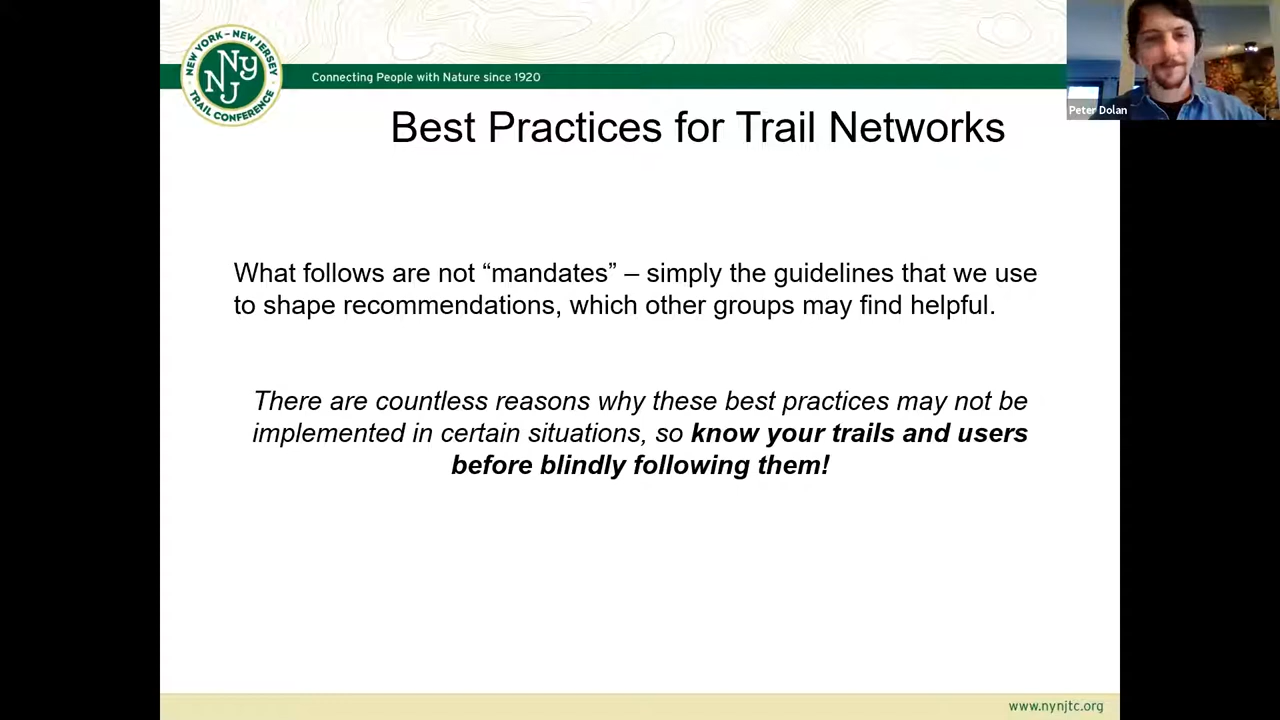 NEW YORK – NEW JERSEY
NY
NJ
TRAIL CONFERENCE
Connecting People with Nature since 1920
Peter Dolan
Best Practices for Trail Networks
What follows are not “mandates” – simply the guidelines that we use
to shape recommendations, which other groups may find helpful.
There are countless reasons why these best practices may not be
implemented in certain situations, so know your trails and users
before blindly following them!
www.nynjtc.org